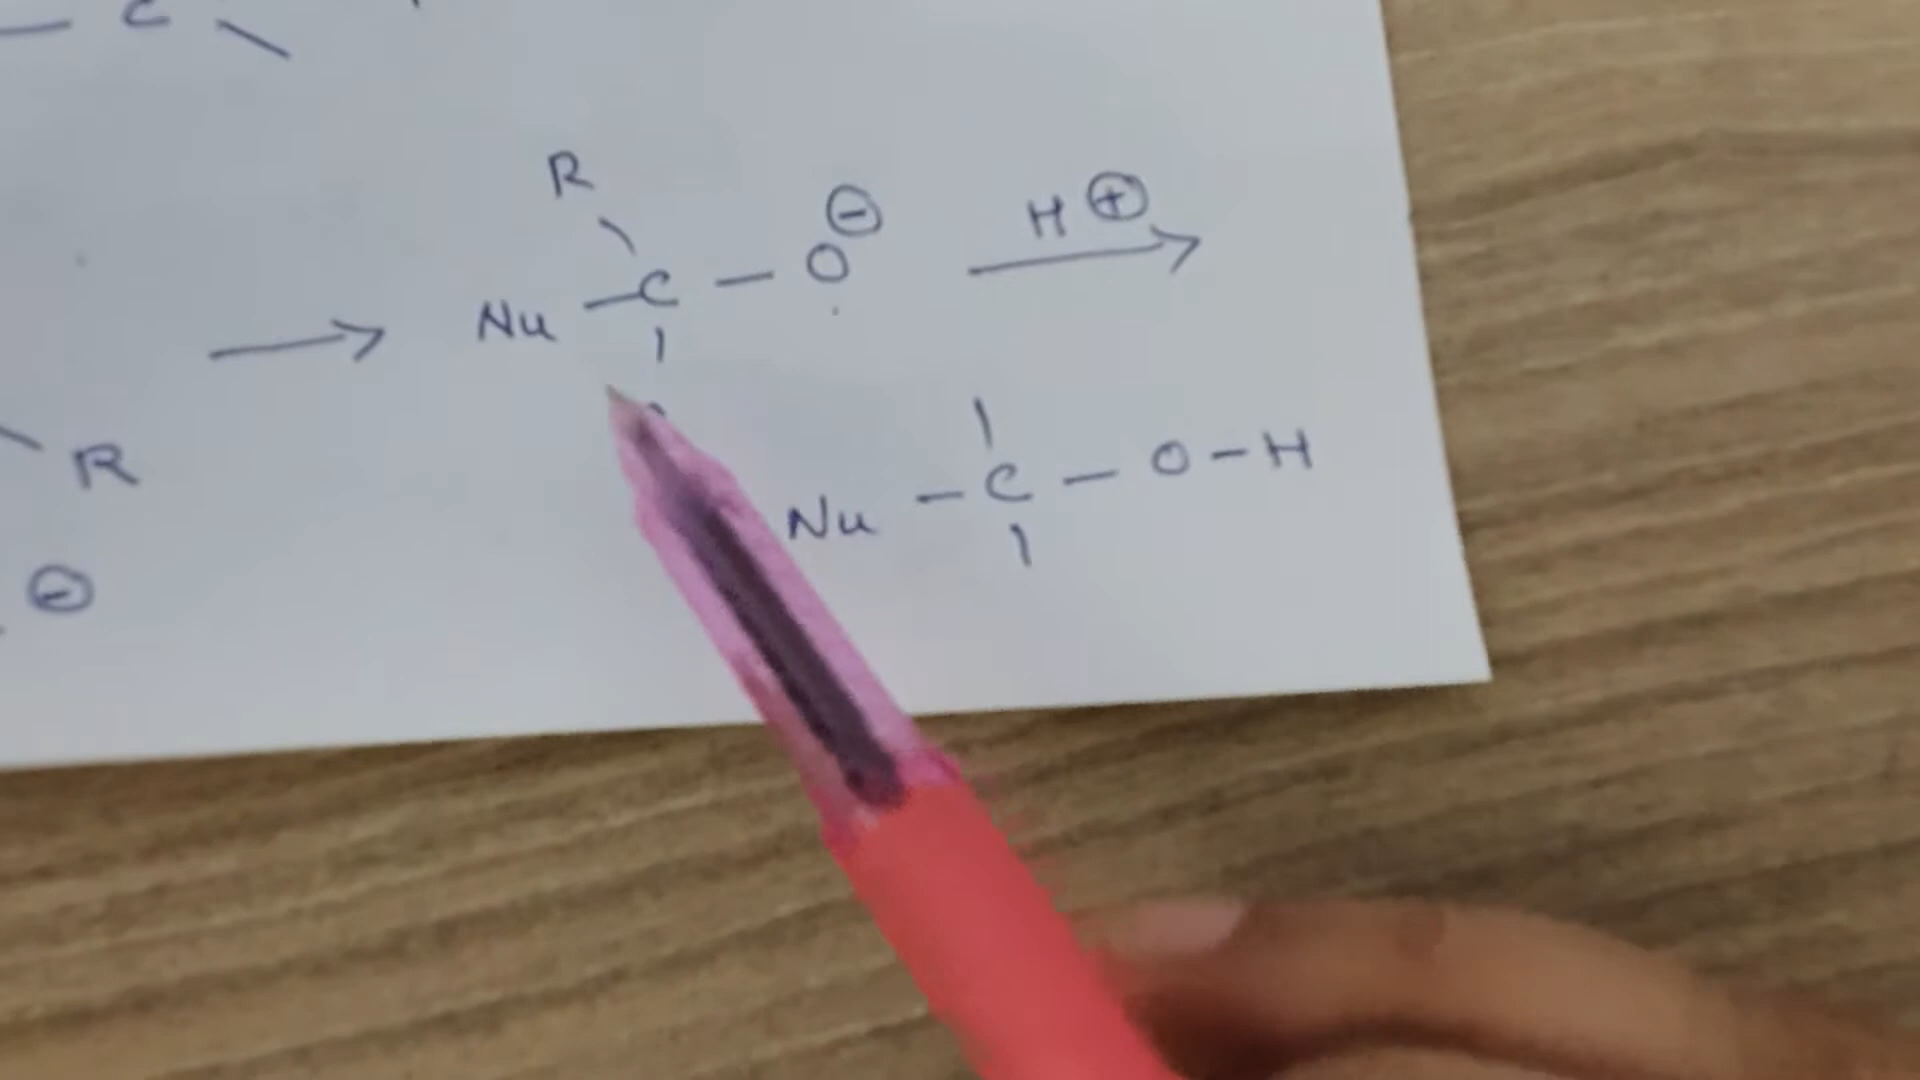 C
R
Nu - C - O ⊖
H ⊕
R
Nu - C - O - H
⊖